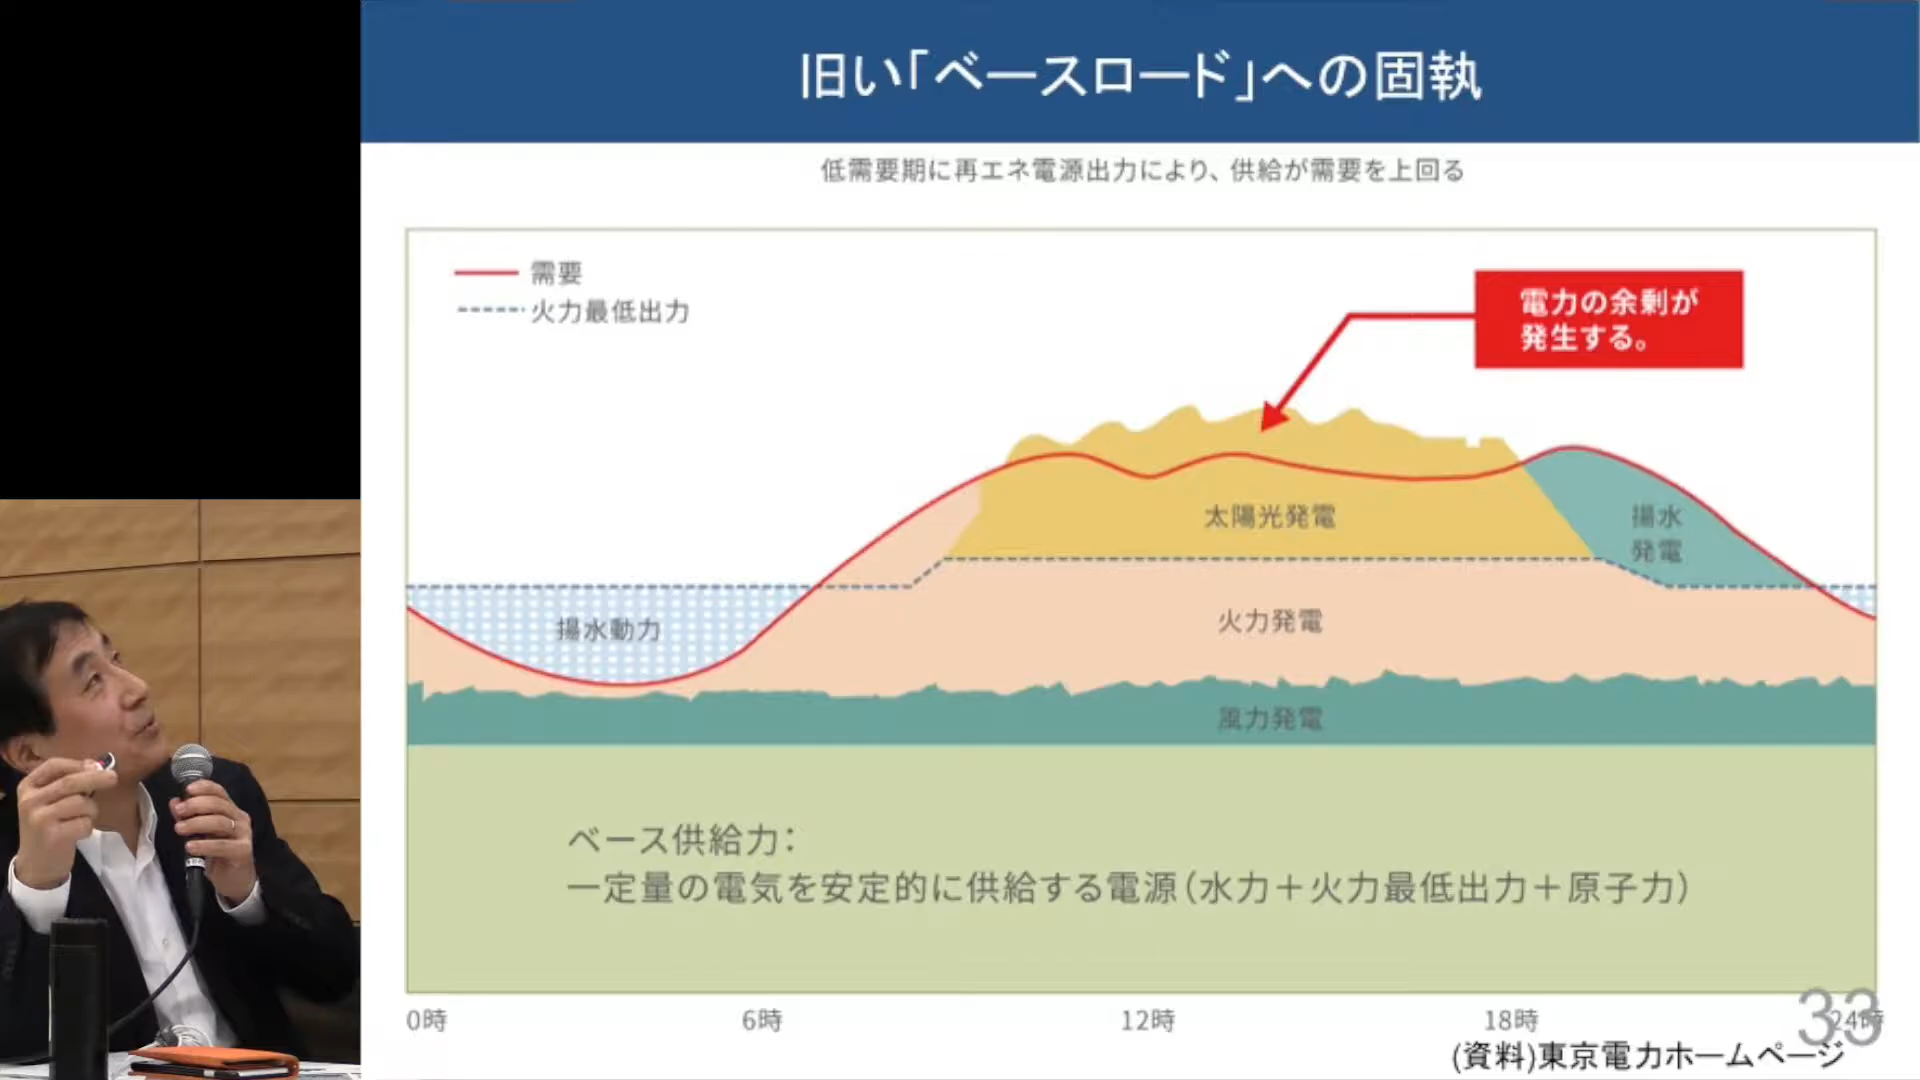 旧い「ベースロード」への固執
低需要期に再エネ電源出力により、供給が需要を上回る
需要
火力最低出力
電力の余剰が
発生する。
太陽光発電
揚水
発電
揚水動力
火力発電
風力発電
ベース供給力：
一定量の電気を安定的に供給する電源（水力＋火力最低出力＋原子力）
0時
6時
12時
18時
24時
33
(資料)東京電力ホームページ